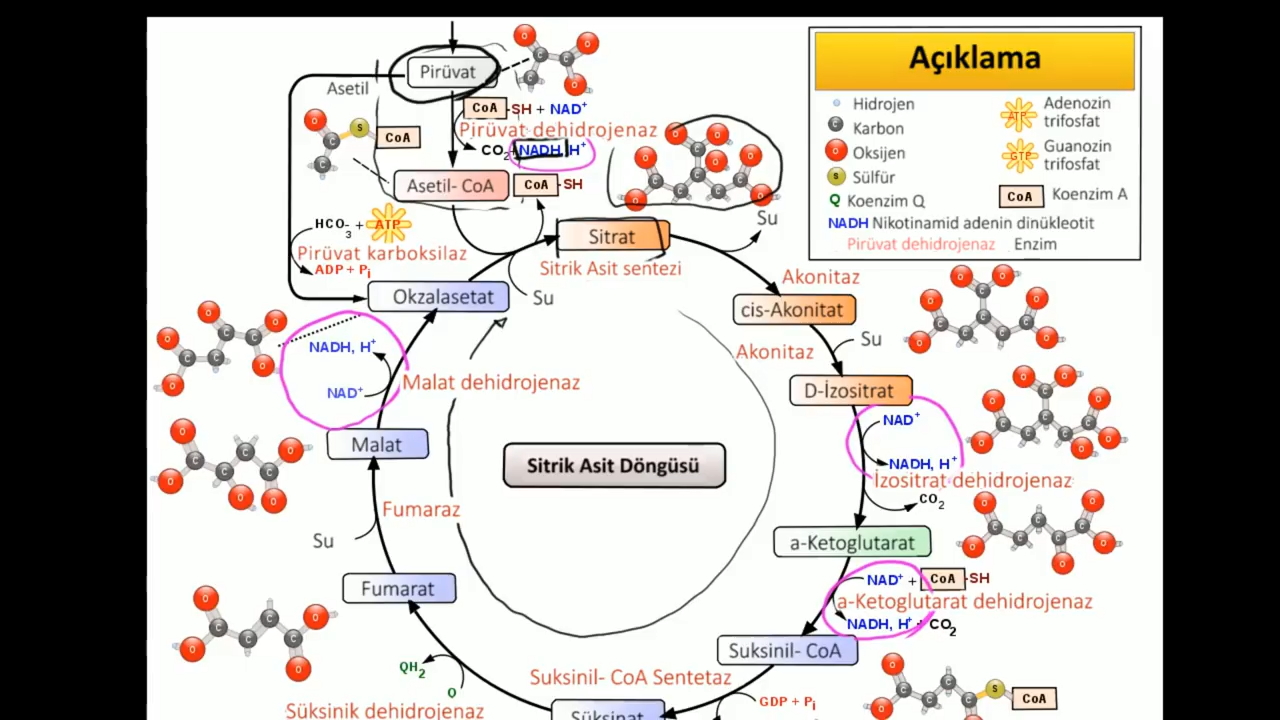 Pirüvat
Asetil
CoA
-SH + NAD+
Pirüvat dehidrojenaz
CO2+ NADH, H+
CoA
Asetil- CoA
CoA
-SH
HCO3- +
ATP
Pirüvat karboksilaz
ADP + Pi
Okzalasetat
Su
Sitrat
Sitrik Asit sentezi
Su
Açıklama
Hidrojen
Karbon
Oksijen
Sülfür
Q Koenzim Q
ATP Adenozin
trifosfat
GTP Guanozin
trifosfat
CoA Koenzim A
NADH Nikotinamid adenin dinükleotit
Pirüvat dehidrojenaz Enzim
Akonitaz
cis-Akonitat
Akonitaz
Su
D-İzositrat
NAD+
NADH, H+
İzositrat dehidrojenaz
CO2
a-Ketoglutarat
NAD+ + CoA -SH
a-Ketoglutarat dehidrojenaz
NADH, H+ + CO2
Suksinil- CoA
Suksinil- CoA Sentetaz
GDP + Pi
CoA
Süksinat
QH2
Q
Süksinik dehidrojenaz
Fumarat
Su
Fumaraz
Malat
Malat dehidrojenaz
NAD+
NADH, H+
Sitrik Asit Döngüsü